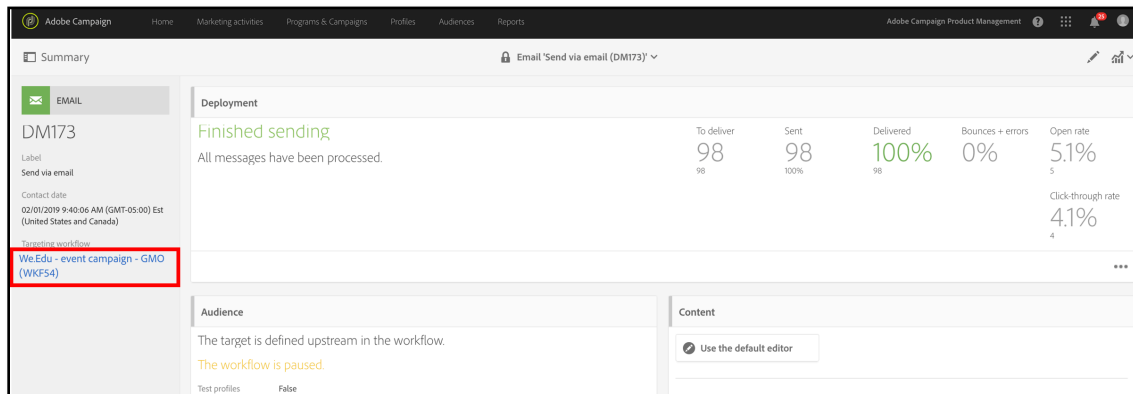 Adobe Campaign Home Marketing activities Programs & Campaigns Profiles Audiences Reports Adobe Campaign Product Management 25
Summary
Email 'Send via email (DM173)'
EMAIL
DM173
Label
Send via email
Contact date
02/01/2019 9:40:06 AM (GMT-05:00) Est
(United States and Canada)
Targeting workflow
We.Edu - event campaign - GMO
(WKF54)
Deployment
Finished sending
All messages have been processed.
To deliver
98
98
Sent
98
100%
Delivered
100%
98
Bounces + errors
0%
Open rate
5.1%
5
Click-through rate
4.1%
4
Audience
The target is defined upstream in the workflow.
The workflow is paused.
Test profiles False
Content
Use the default editor